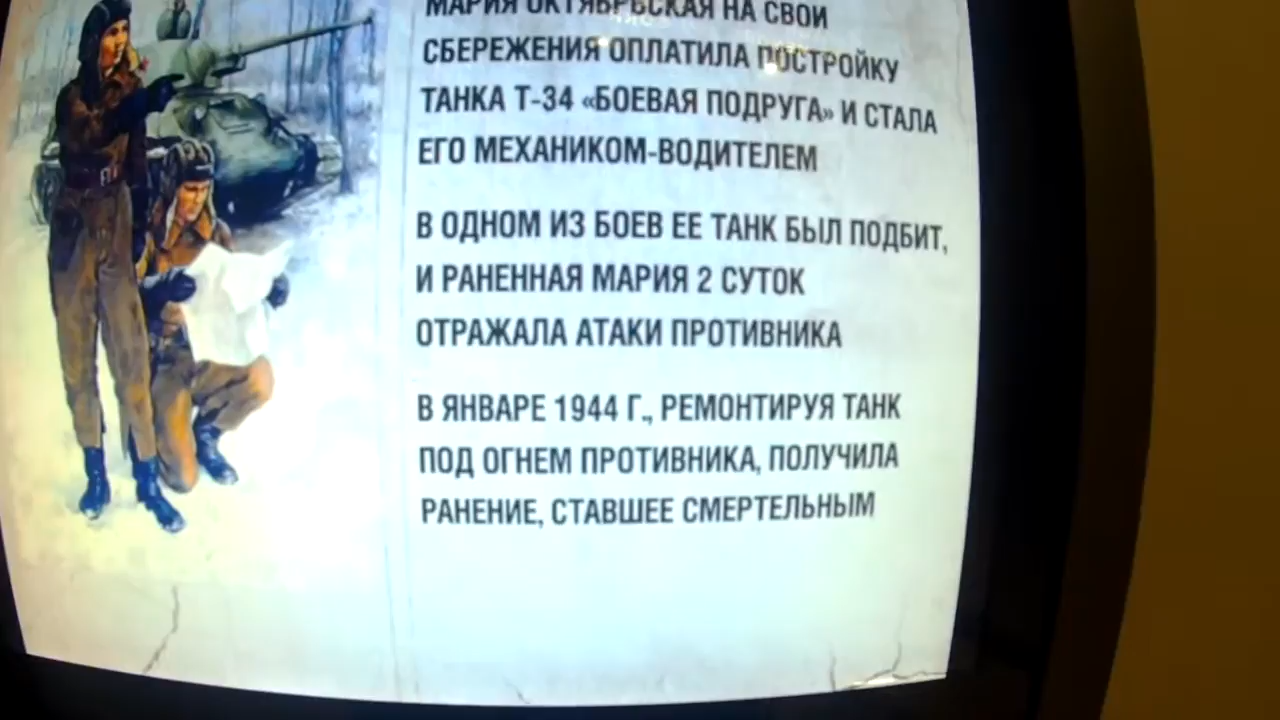 МАРИЯ ОКТЯБРЬСКАЯ НА СВОИ
СБЕРЕЖЕНИЯ ОПЛАТИЛА ПОСТРОЙКУ
ТАНКА Т-34 «БОЕВАЯ ПОДРУГА» И СТАЛА
ЕГО МЕХАНИКОМ-ВОДИТЕЛЕМ
В ОДНОМ ИЗ БОЕВ ЕЕ ТАНК БЫЛ ПОДБИТ,
И РАНЕННАЯ МАРИЯ 2 СУТОК
ОТРАЖАЛА АТАКИ ПРОТИВНИКА
В ЯНВАРЕ 1944 Г., РЕМОНТИРУЯ ТАНК
ПОД ОГНЕМ ПРОТИВНИКА, ПОЛУЧИЛА
РАНЕНИЕ, СТАВШЕЕ СМЕРТЕЛЬНЫМ